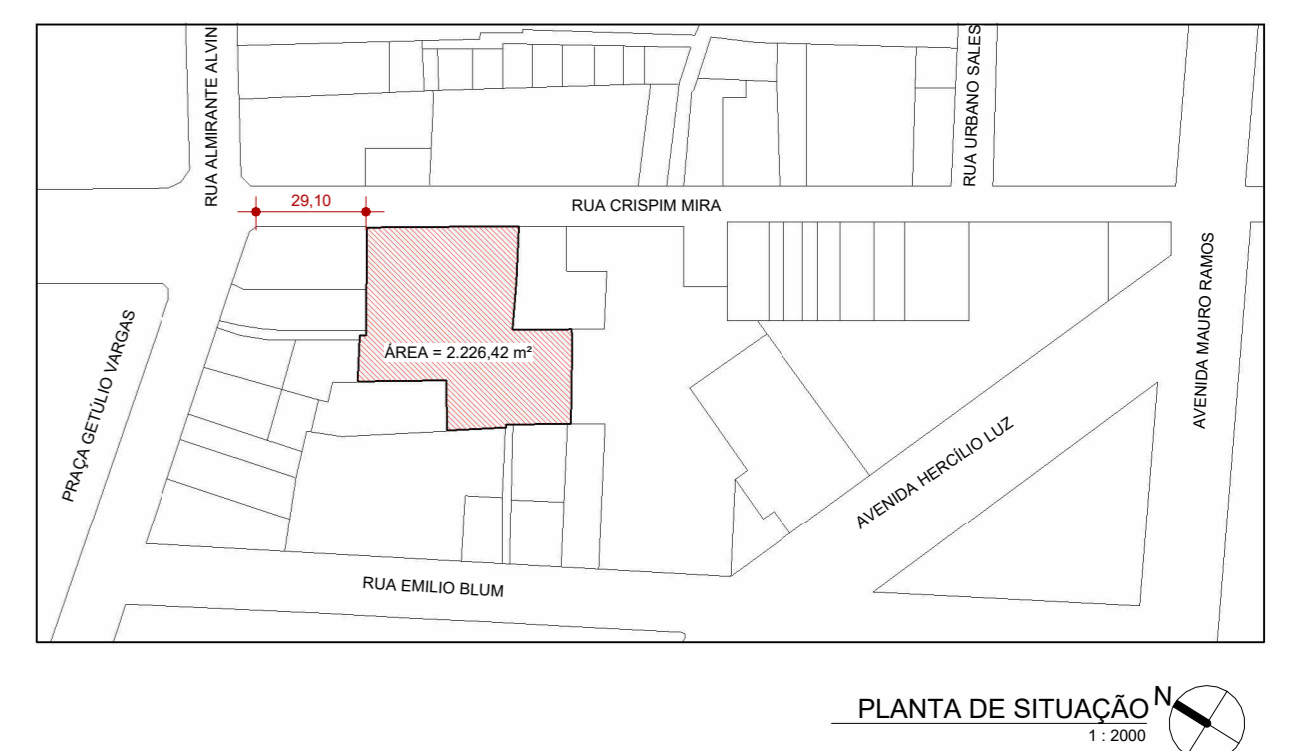 RUA ALMIRANTE ALVIN
RUA URBANO SALES
29,10
RUA CRISPIM MIRA
AVENIDA MAURO RAMOS
PRAÇA GETÚLIO VARGAS
ÁREA = 2.226,42 m²
AVENIDA HERCÍLIO LUZ
RUA EMILIO BLUM
PLANTA DE SITUAÇÃO
N
1 : 2000